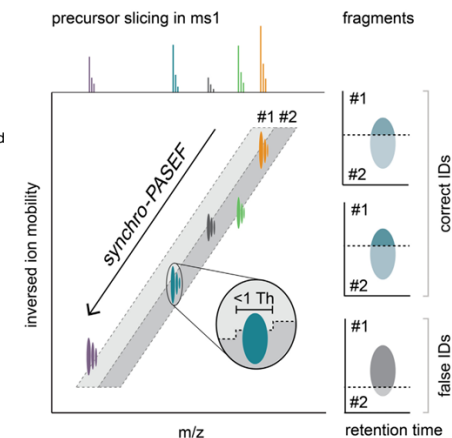 precursor slicing in ms1
fragments
d
#1 #2
synchro-PASEF
<1 Th
inversed ion mobility
m/z
#1
#2
#1
#2
#1
#2
correct IDs
false IDs
retention time